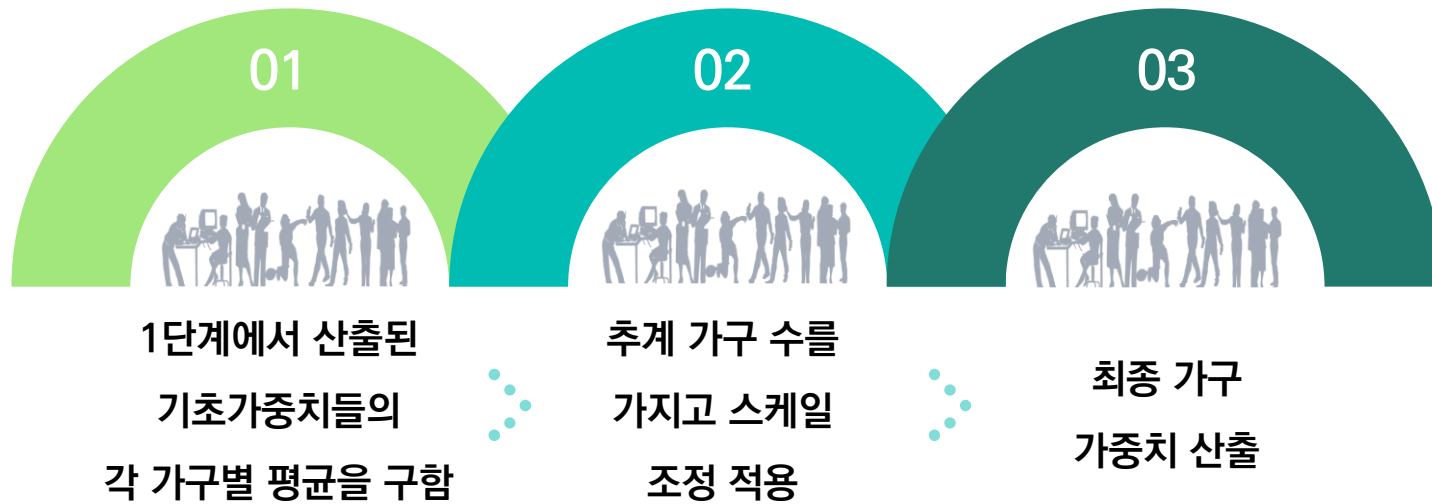 01
1단계에서 산출된
기초가중치들의
각 가구별 평균을 구함
02
추계 가구 수를
가지고 스케일
조정 적용
03
최종 가구
가중치 산출